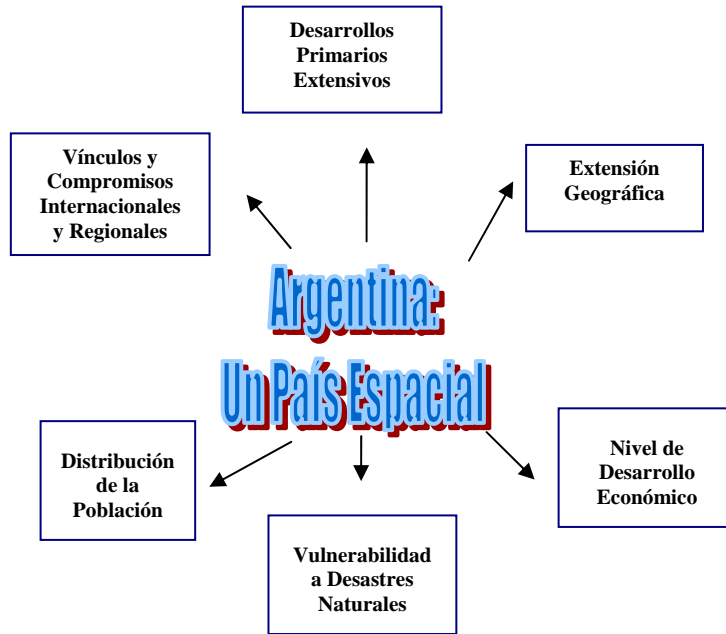 Desarrollos
Primarios
Extensivos
Vínculos y
Compromisos
Internacionales
y Regionales
Extensión
Geográfica
Argentina:
Un País Espacial
Distribución
de la
Población
Vulnerabilidad
a Desastres
Naturales
Nivel de
Desarrollo
Económico